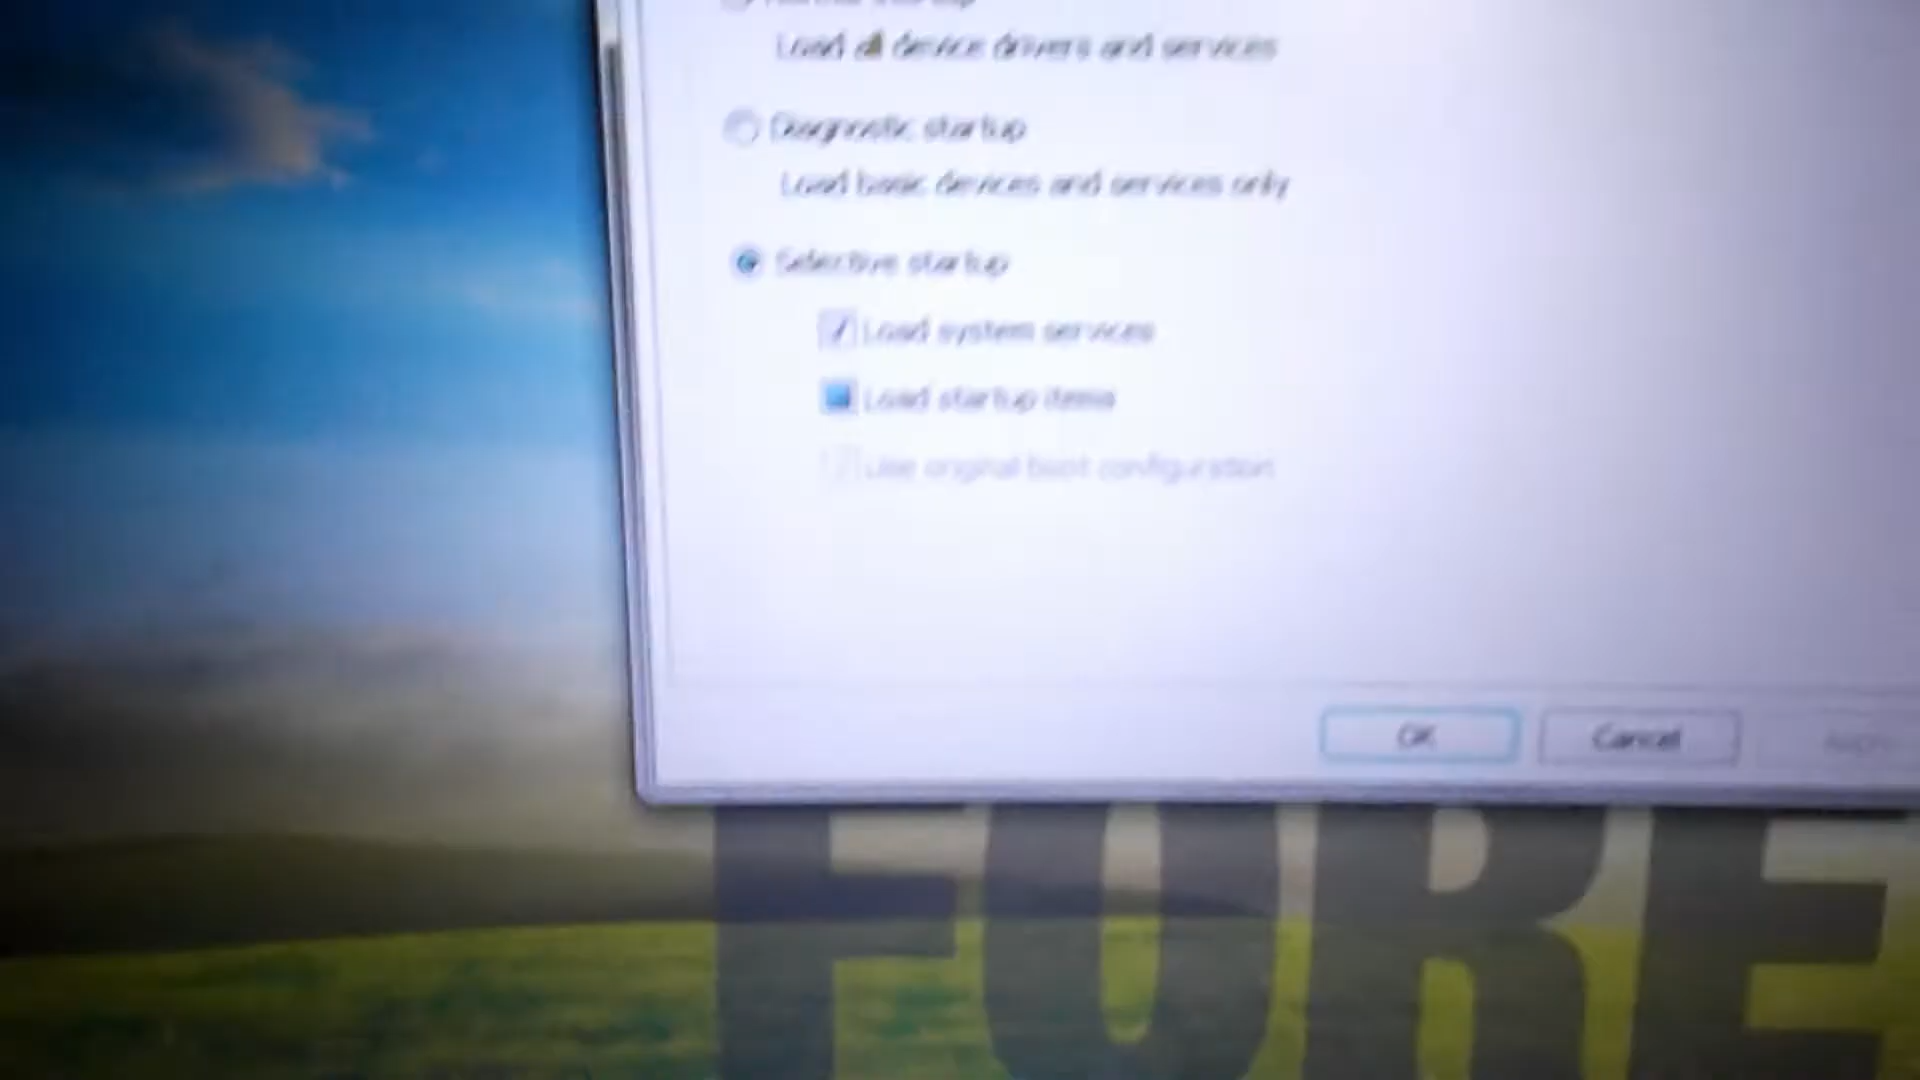 Load all device drivers and services
Diagnostic startup
Load basic devices and services only
Selective startup
Load system services
Load startup items
Use original boot configuration
OK
Cancel
FORE